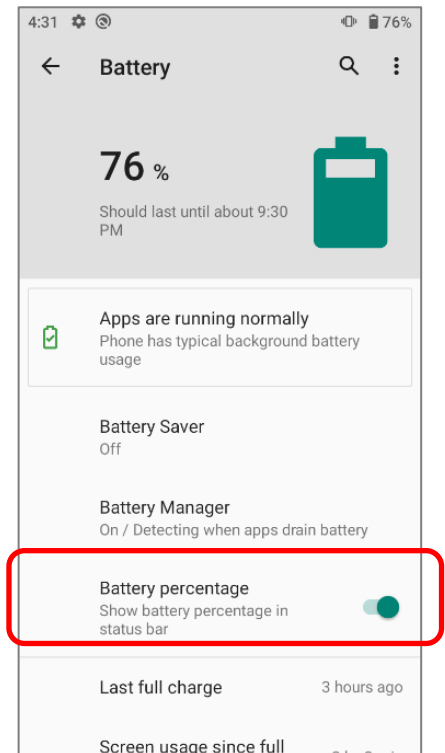 4:31 76%
Battery
76 %
Should last until about 9:30
PM
Apps are running normally
Phone has typical background battery
usage
Battery Saver
Off
Battery Manager
On / Detecting when apps drain battery
Battery percentage
Show battery percentage in
status bar
Last full charge 3 hours ago
Screen usage since full